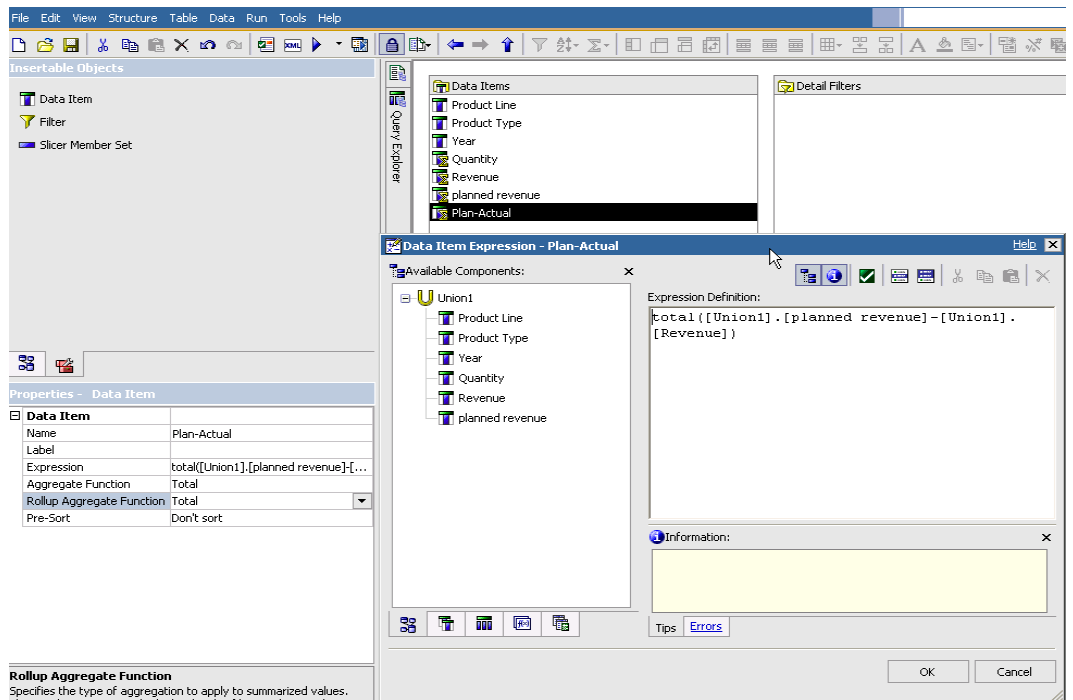 File Edit View Structure Table Data Run Tools Help
XML
Insertable Objects
Data Item
Filter
Slicer Member Set
Query Explorer
Data Items
Product Line
Product Type
Year
Quantity
Revenue
planned revenue
Plan-Actual
Detail Filters
Properties - Data Item
Data Item
Name Plan-Actual
Label
Expression total([Union1].[planned revenue]-[...
Aggregate Function Total
Rollup Aggregate Function Total
Pre-Sort Don't sort
Rollup Aggregate Function
Specifies the type of aggregation to apply to summarized values.
Data Item Expression - Plan-Actual Help
Available Components:
Union1
Product Line
Product Type
Year
Quantity
Revenue
planned revenue
Expression Definition:
total([Union1].[planned revenue]-[Union1].
[Revenue])
Information:
Tips Errors
OK Cancel